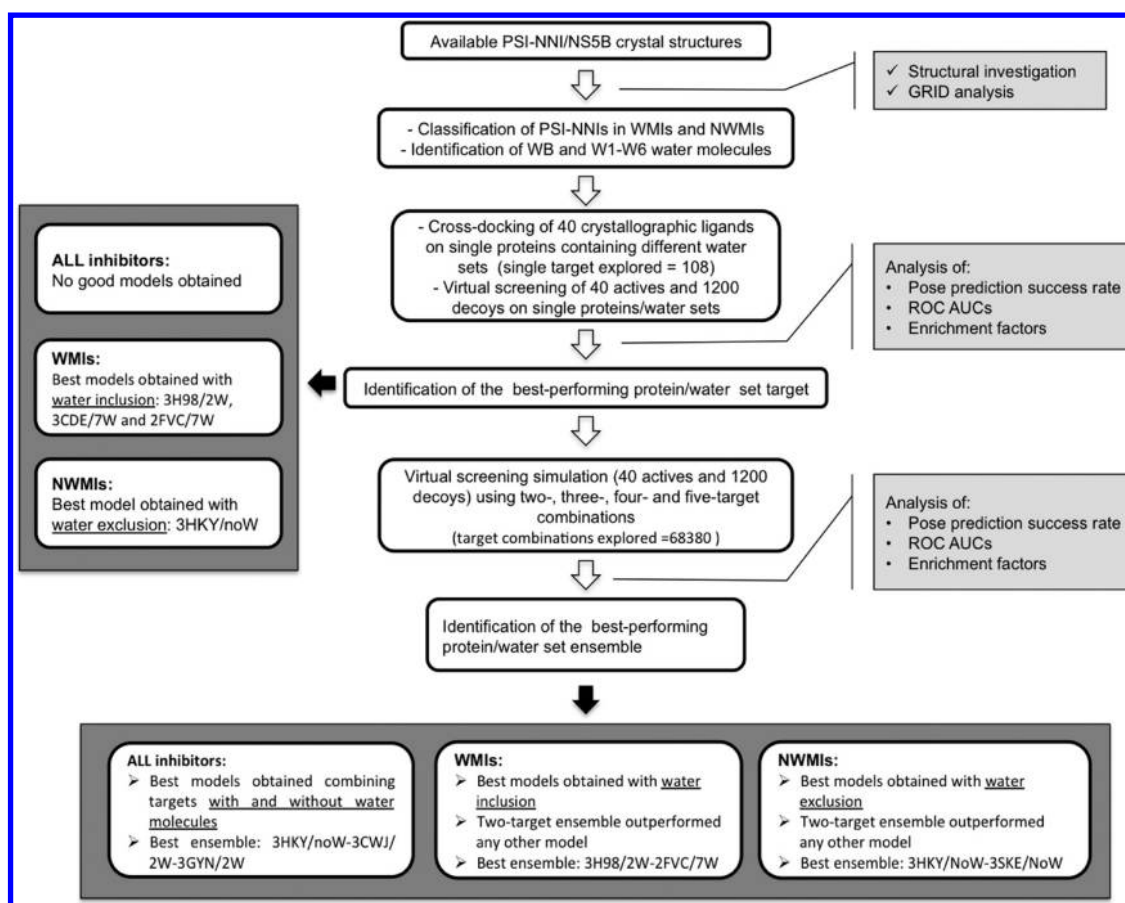 Available PSI-NNI/NS5B crystal structures
✓ Structural investigation
✓ GRID analysis
- Classification of PSI-NNIs in WMIs and NWMIs
- Identification of WB and W1-W6 water molecules
- Cross-docking of 40 crystallographic ligands
on single proteins containing different water
sets (single target explored = 108)
- Virtual screening of 40 actives and 1200
decoys on single proteins/water sets
Analysis of:
• Pose prediction success rate
• ROC AUCs
• Enrichment factors
Identification of the best-performing protein/water set target
ALL inhibitors:
No good models obtained
WMIs:
Best models obtained with
water inclusion: 3H98/2W,
3CDE/7W and 2FVC/7W
NWMIs:
Best model obtained with
water exclusion: 3HKY/noW
Virtual screening simulation (40 actives and 1200
decoys) using two-, three-, four- and five-target
combinations
(target combinations explored =68380 )
Analysis of:
• Pose prediction success rate
• ROC AUCs
• Enrichment factors
Identification of the best-performing
protein/water set ensemble
ALL inhibitors:
➢ Best models obtained combining
targets with and without water
molecules
➢ Best ensemble: 3HKY/noW-3CWJ/
2W-3GYN/2W
WMIs:
➢ Best models obtained with water
inclusion
➢ Two-target ensemble outperformed
any other model
➢ Best ensemble: 3H98/2W-2FVC/7W
NWMIs:
➢ Best models obtained with water
exclusion
➢ Two-target ensemble outperformed
any other model
➢ Best ensemble: 3HKY/NoW-3SKE/NoW